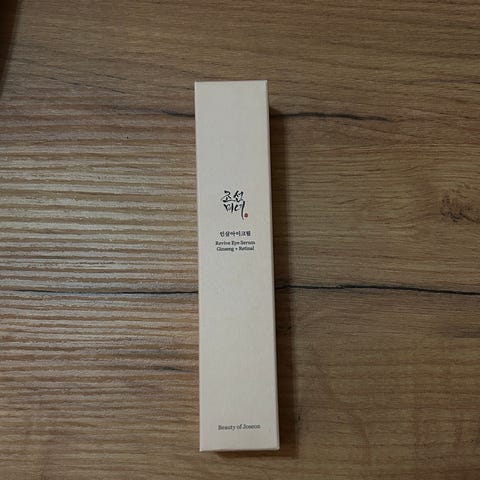 조선
미녀
인삼아이크림
Revive Eye Serum
Ginseng + Retinal
Beauty of Joseon